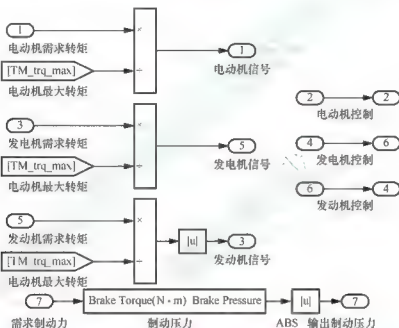 1
×
电动机需求转矩
1
[TM_trq_max]
÷
电动机信号
电动机最大转矩
2
2
电动机控制
3
×
发电机需求转矩
5
4
6
[TM_trq_max]
÷
发电机信号
发电机控制
电动机最大转矩
6
4
发动机控制
5
×
发动机需求转矩
|u|
3
[TM_trq_max]
÷
发动机信号
电动机最大转矩
7
Brake Torque(N·m) Brake Pressure
|u|
7
需求制动力
制动压力
ABS 输出制动压力